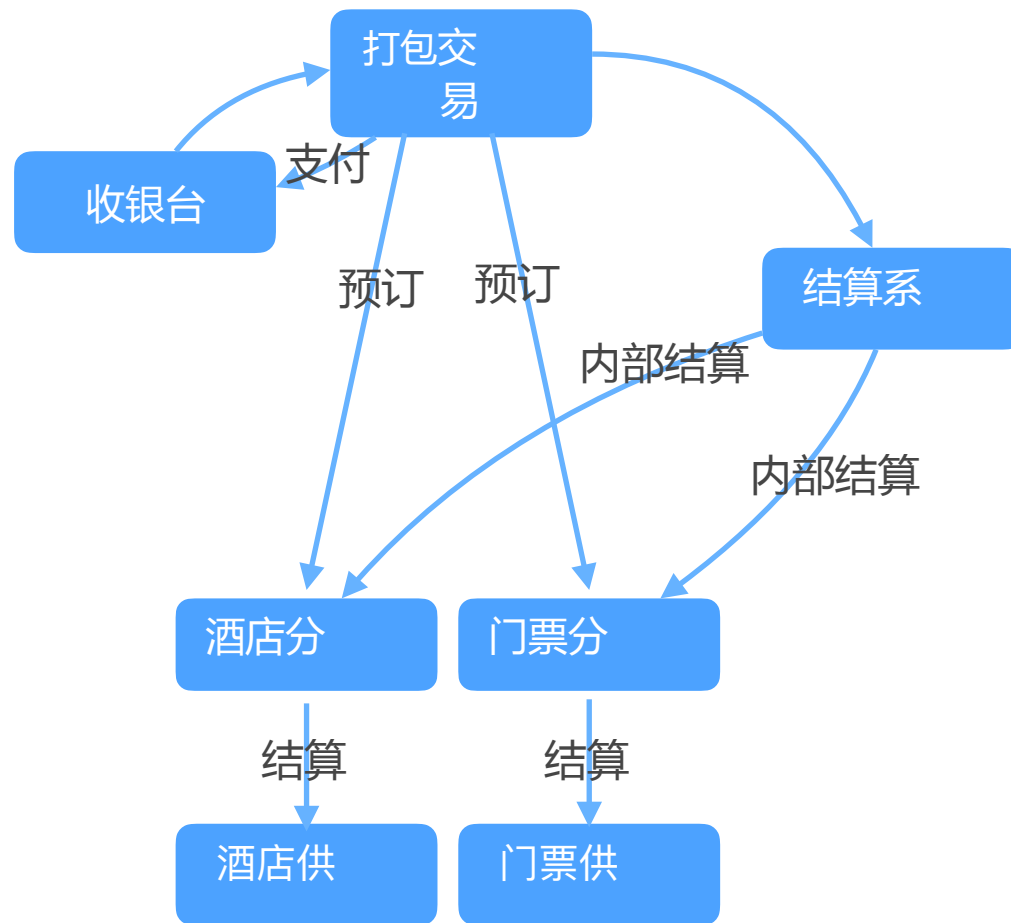 打包交
易
支付
收银台
预订
预订
结算系
内部结算
内部结算
酒店分
门票分
结算
结算
酒店供
门票供